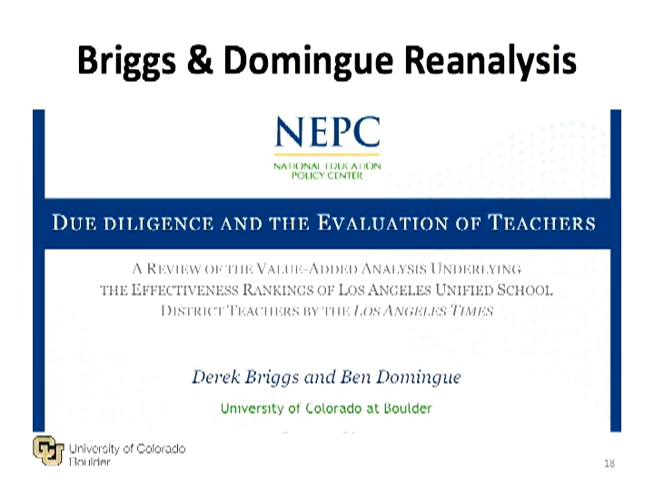 Briggs & Domingue Reanalysis
NEPC
NATIONAL EDUCATION
POLICY CENTER
DUE DILIGENCE AND THE EVALUATION OF TEACHERS
A REVIEW OF THE VALUE-ADDED ANALYSIS UNDERLYING
THE EFFECTIVENESS RANKINGS OF LOS ANGELES UNIFIED SCHOOL
DISTRICT TEACHERS BY THE LOS ANGELES TIMES
Derek Briggs and Ben Domingue
University of Colorado at Boulder
CU
University of Colorado
Boulder
18